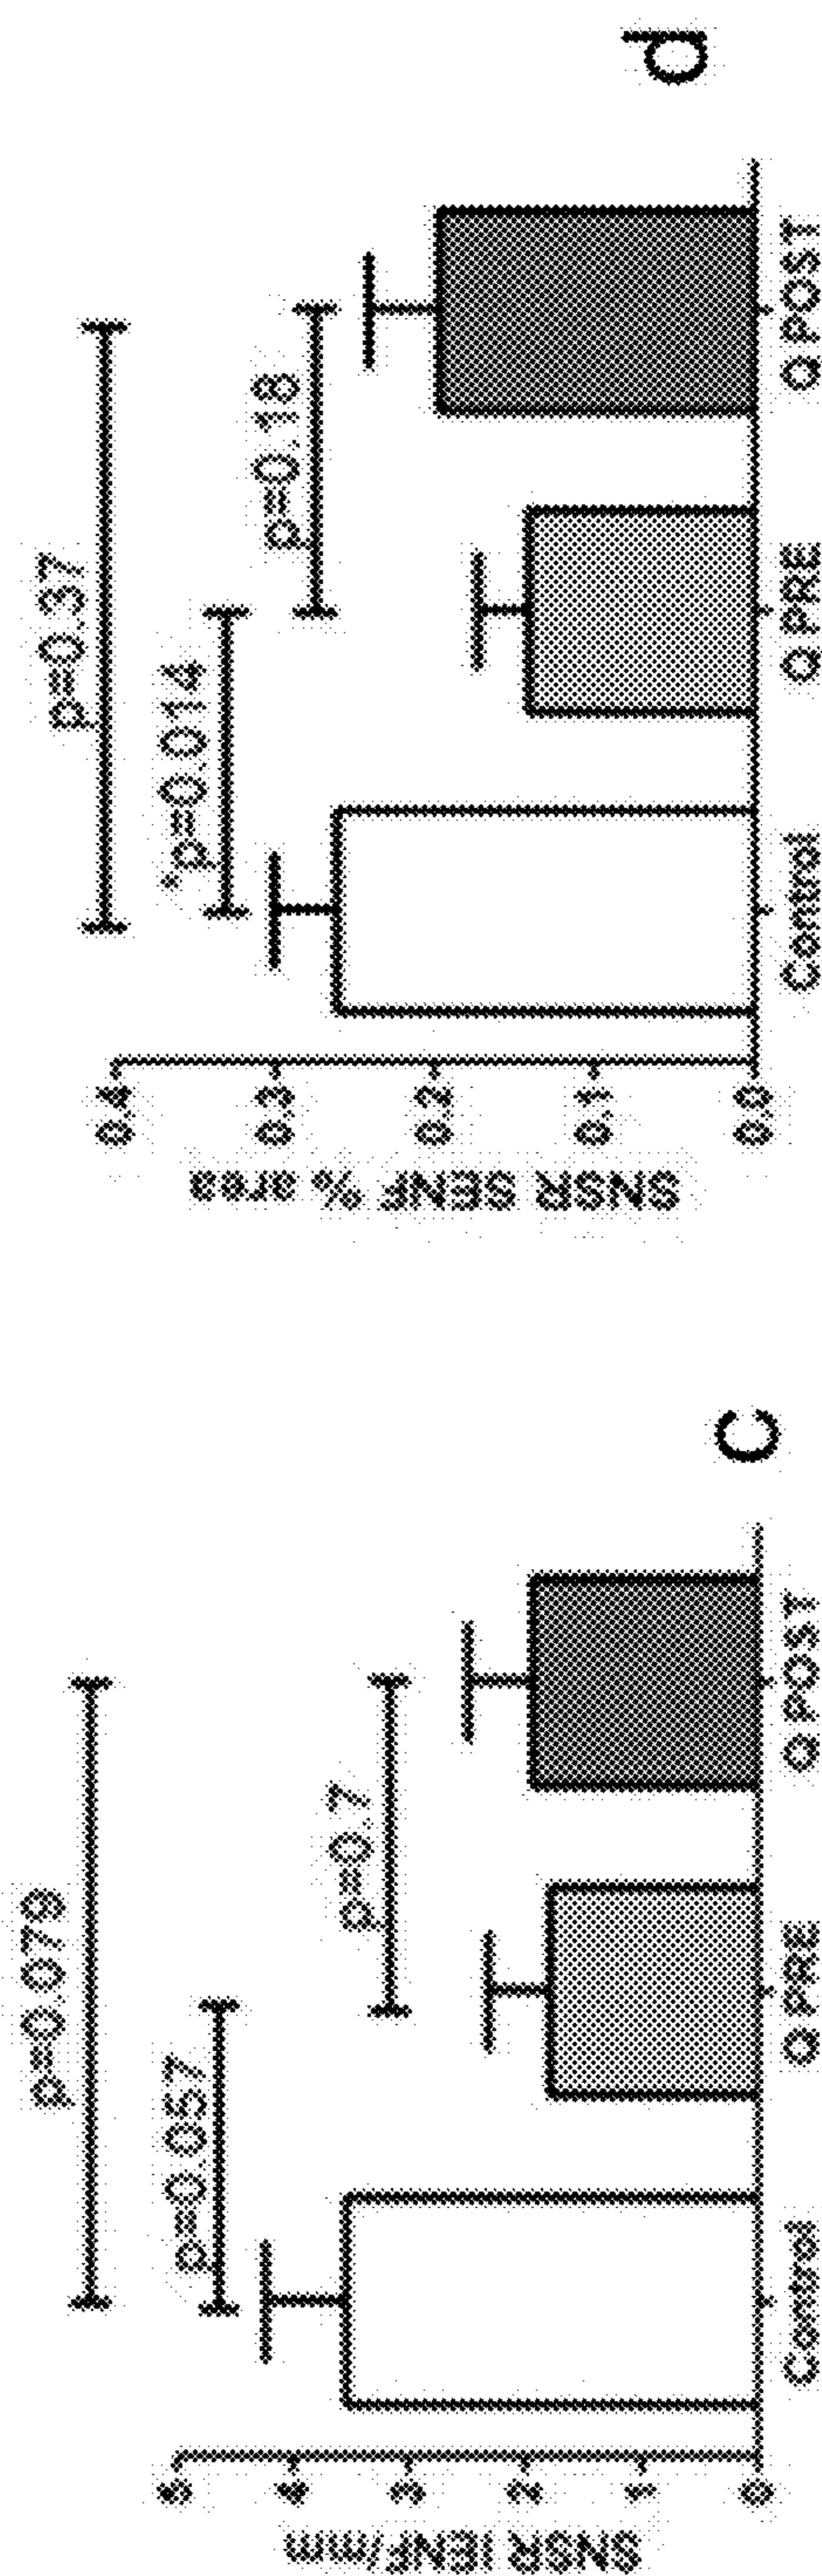 SNSR IENF/mm
5
4
3
2
1
0
p=0.079
p=0.057
p=0.7
Control
Q PRE
Q POST
c
SNSR SENF % area
0.4
0.3
0.2
0.1
0.0
p=0.37
*p=0.014
p=0.18
Control
Q PRE
Q POST
d